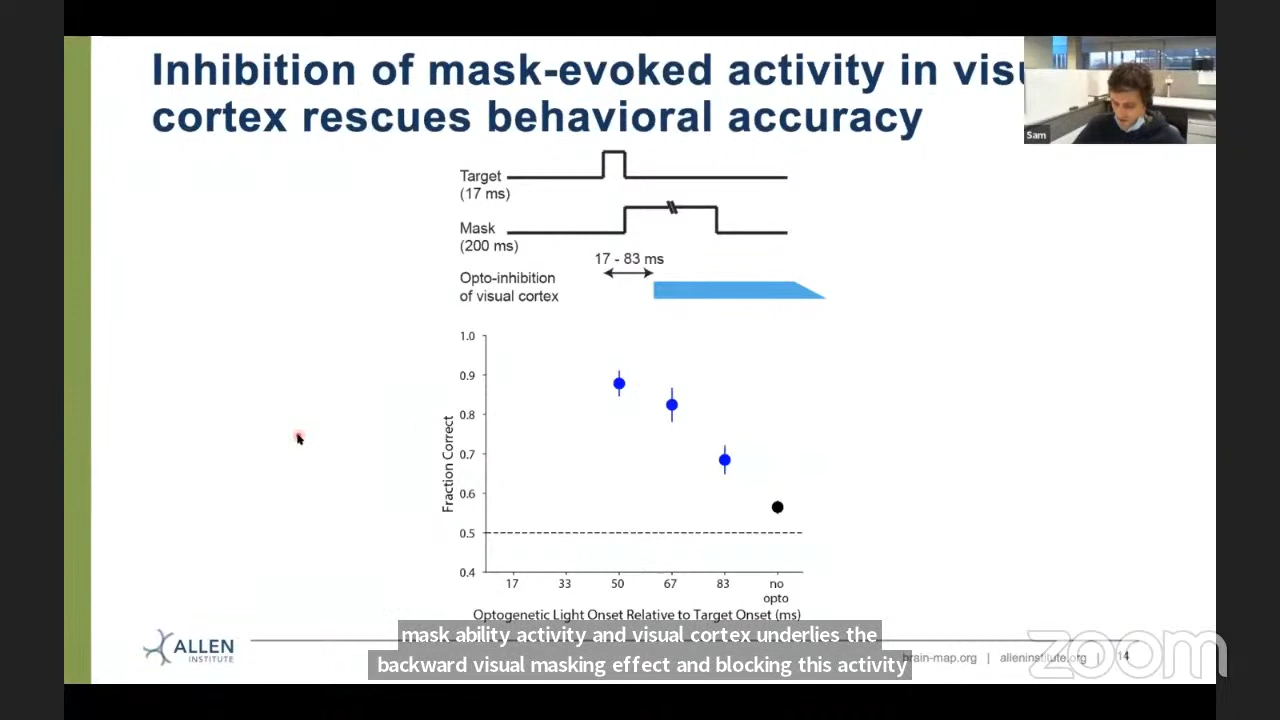 Inhibition of mask-evoked activity in visu
cortex rescues behavioral accuracy
Sam
Target
(17 ms)
Mask
(200 ms)
17 - 83 ms
Opto-inhibition
of visual cortex
Fraction Correct
1.0
0.9
0.8
0.7
0.6
0.5
0.4
17 33 50 67 83 no
opto
Optogenetic Light Onset Relative to Target Onset (ms)
mask ability activity and visual cortex underlies the
backward visual masking effect and blocking this activity
ALLEN
INSTITUTE
brain-map.org | alleninstitute.org | 14
zoom